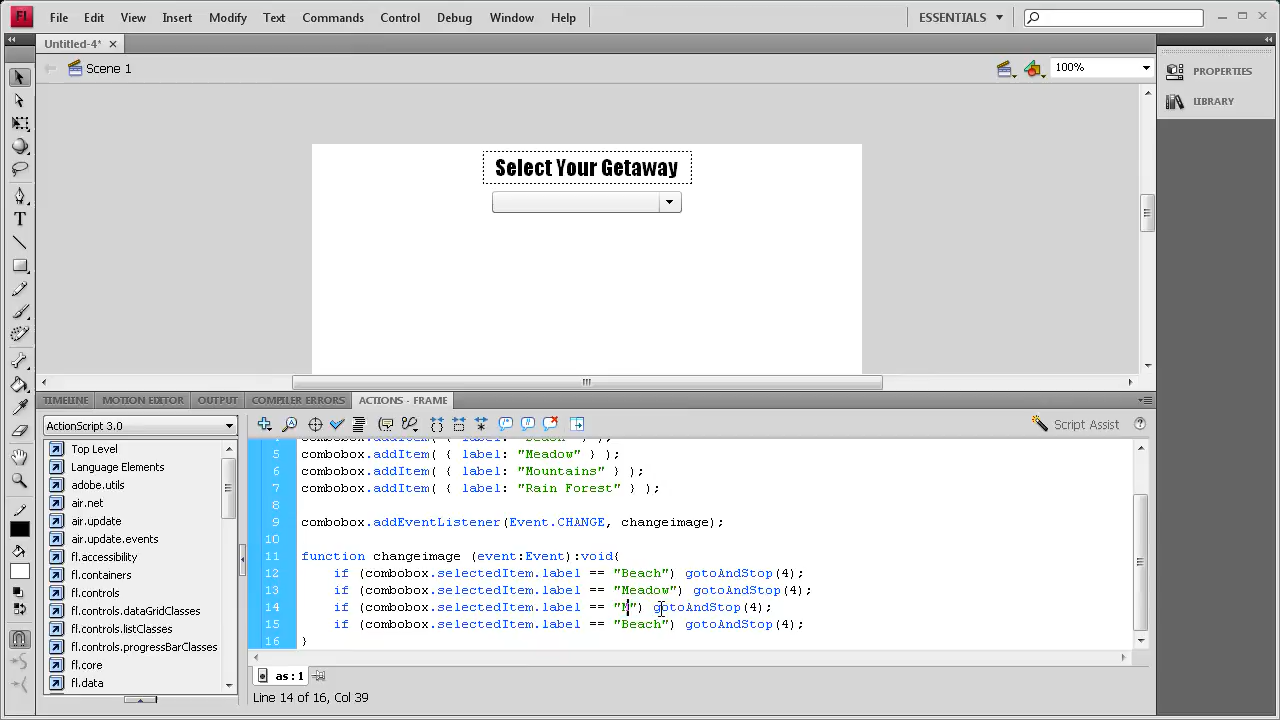 Fl File Edit View Insert Modify Text Commands Control Debug Window Help ESSENTIALS
Untitled-4*
Scene 1 100% PROPERTIES
LIBRARY
Select Your Getaway
TIMELINE MOTION EDITOR OUTPUT COMPILER ERRORS ACTIONS - FRAME
ActionScript 3.0 Script Assist
Top Level
Language Elements
adobe.utils
air.net
air.update
air.update.events
fl.accessibility
fl.containers
fl.controls
fl.controls.dataGridClasses
fl.controls.listClasses
fl.controls.progressBarClasses
fl.core
fl.data
5 combobox.addItem( { label: "Meadow" } );
6 combobox.addItem( { label: "Mountains" } );
7 combobox.addItem( { label: "Rain Forest" } );
8
9 combobox.addEventListener(Event.CHANGE, changeimage);
10
11 function changeimage (event:Event):void{
12 if (combobox.selectedItem.label == "Beach") gotoAndStop(4);
13 if (combobox.selectedItem.label == "Meadow") gotoAndStop(4);
14 if (combobox.selectedItem.label == "M") gotoAndStop(4);
15 if (combobox.selectedItem.label == "Beach") gotoAndStop(4);
16 }
as : 1
Line 14 of 16, Col 39